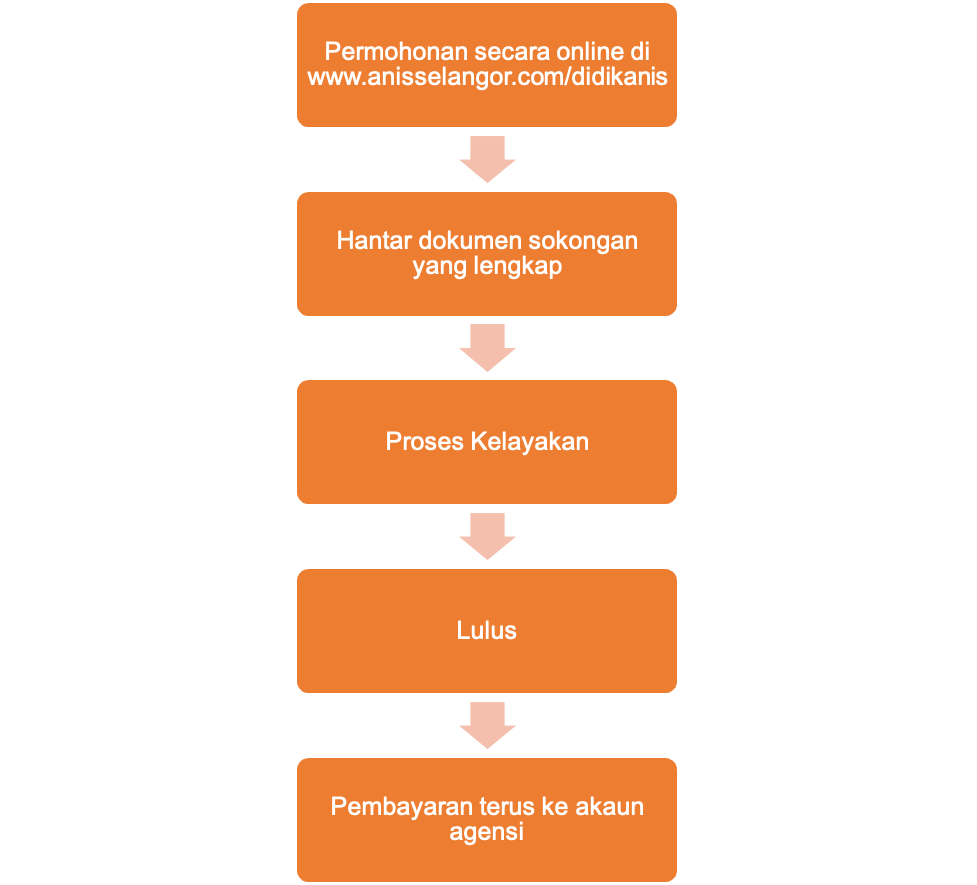 Permohonan secara online di
www.anisselangor.com/didikanis
Hantar dokumen sokongan
yang lengkap
Proses Kelayakan
Lulus
Pembayaran terus ke akaun
agensi